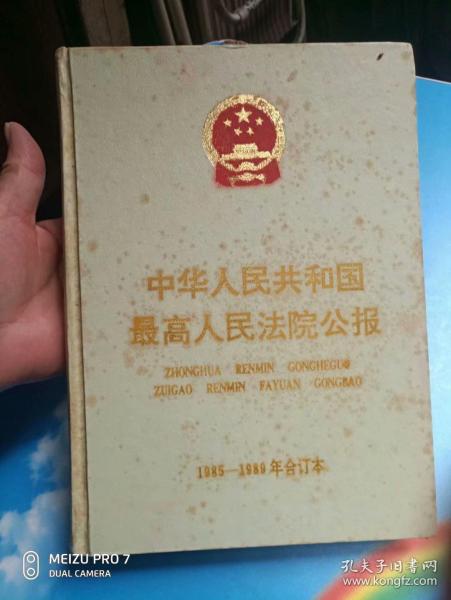 中华人民共和国
最高人民法院公报
ZHONGHUA RENMIN GONGHEGUO
ZUIGAO RENMIN FAYUAN GONGBAO
1985—1989年合订本
MEIZU PRO 7
DUAL CAMERA
孔夫子旧书网
www.kongfz.com